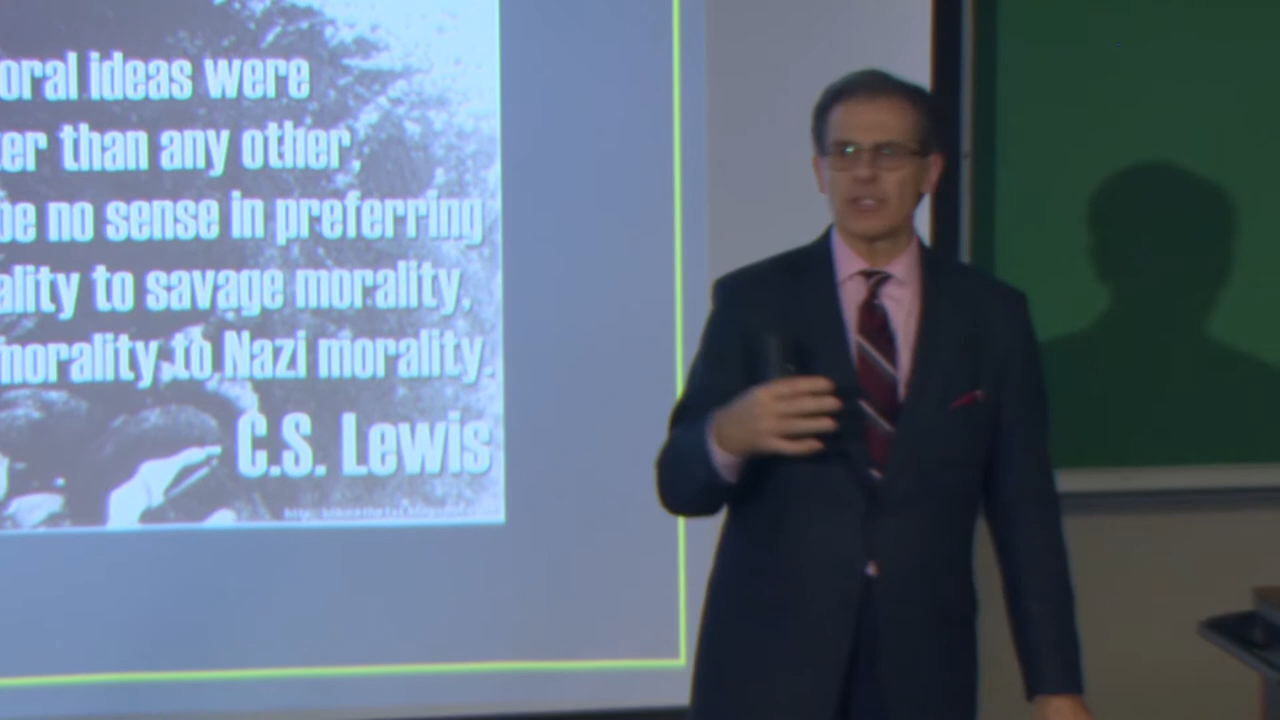 oral ideas were
er than any other,
be no sense in preferring
ality to savage morality,
morality to Nazi morality.
C.S. Lewis